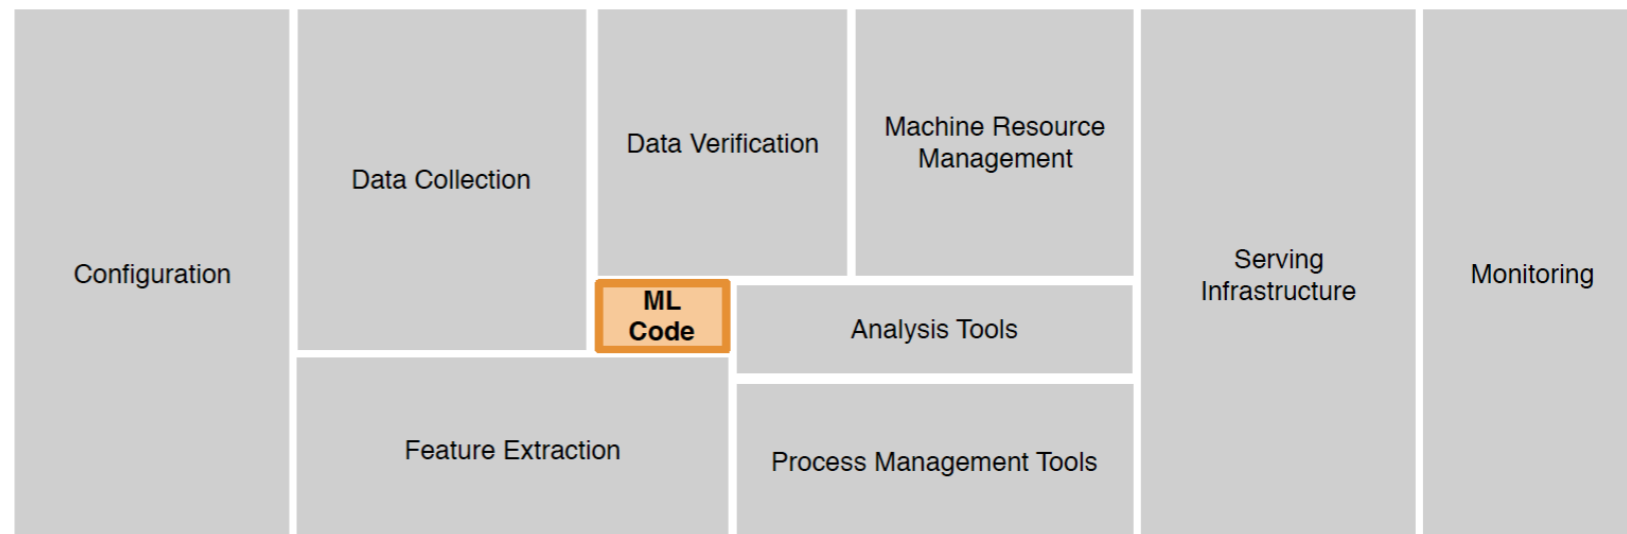 Configuration
Data Collection
Feature Extraction
Data Verification
ML
Code
Machine Resource
Management
Analysis Tools
Process Management Tools
Serving
Infrastructure
Monitoring